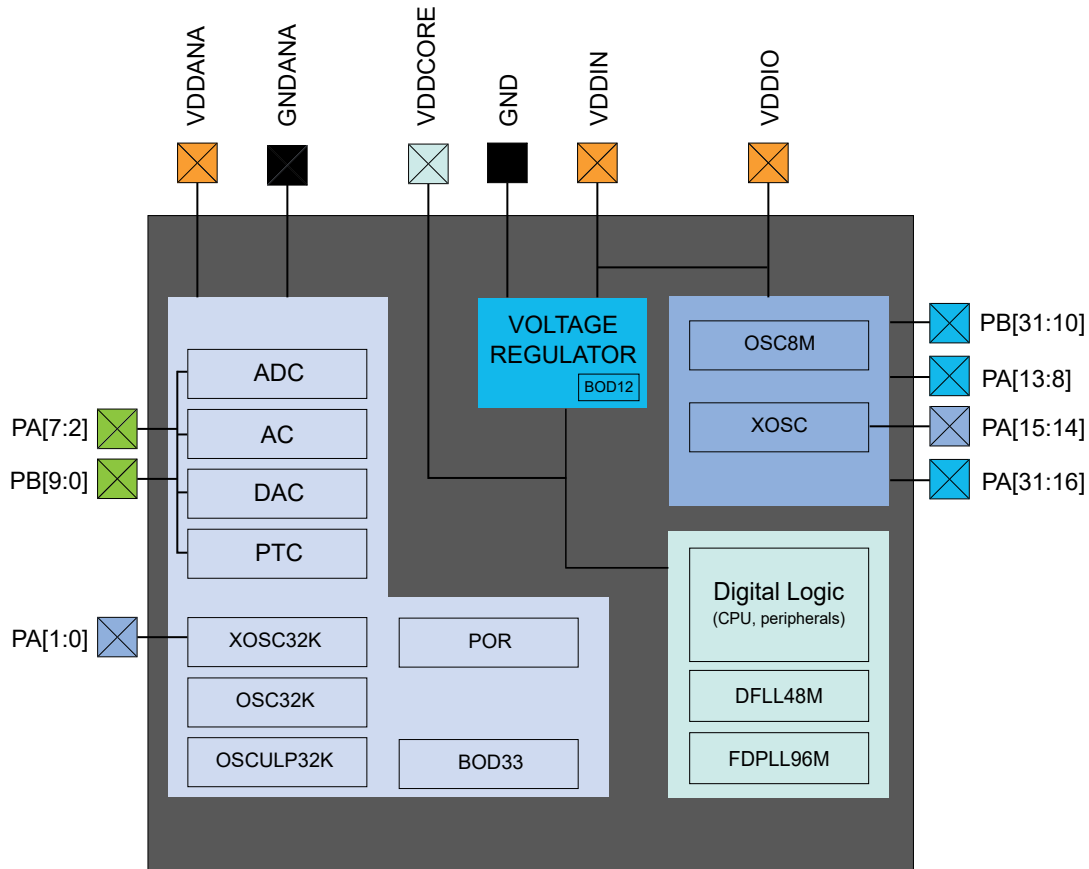 VDDANA
GNDANA
VDDCORE
GND
VDDIN
VDDIO
VOLTAGE
REGULATOR
BOD12
OSC8M
XOSC
PB[31:10]
PA[13:8]
PA[15:14]
PA[31:16]
ADC
AC
DAC
PTC
PA[7:2]
PB[9:0]
PA[1:0]
XOSC32K
OSC32K
OSCULP32K
POR
BOD33
Digital Logic
(CPU, peripherals)
DFLL48M
FDPLL96M